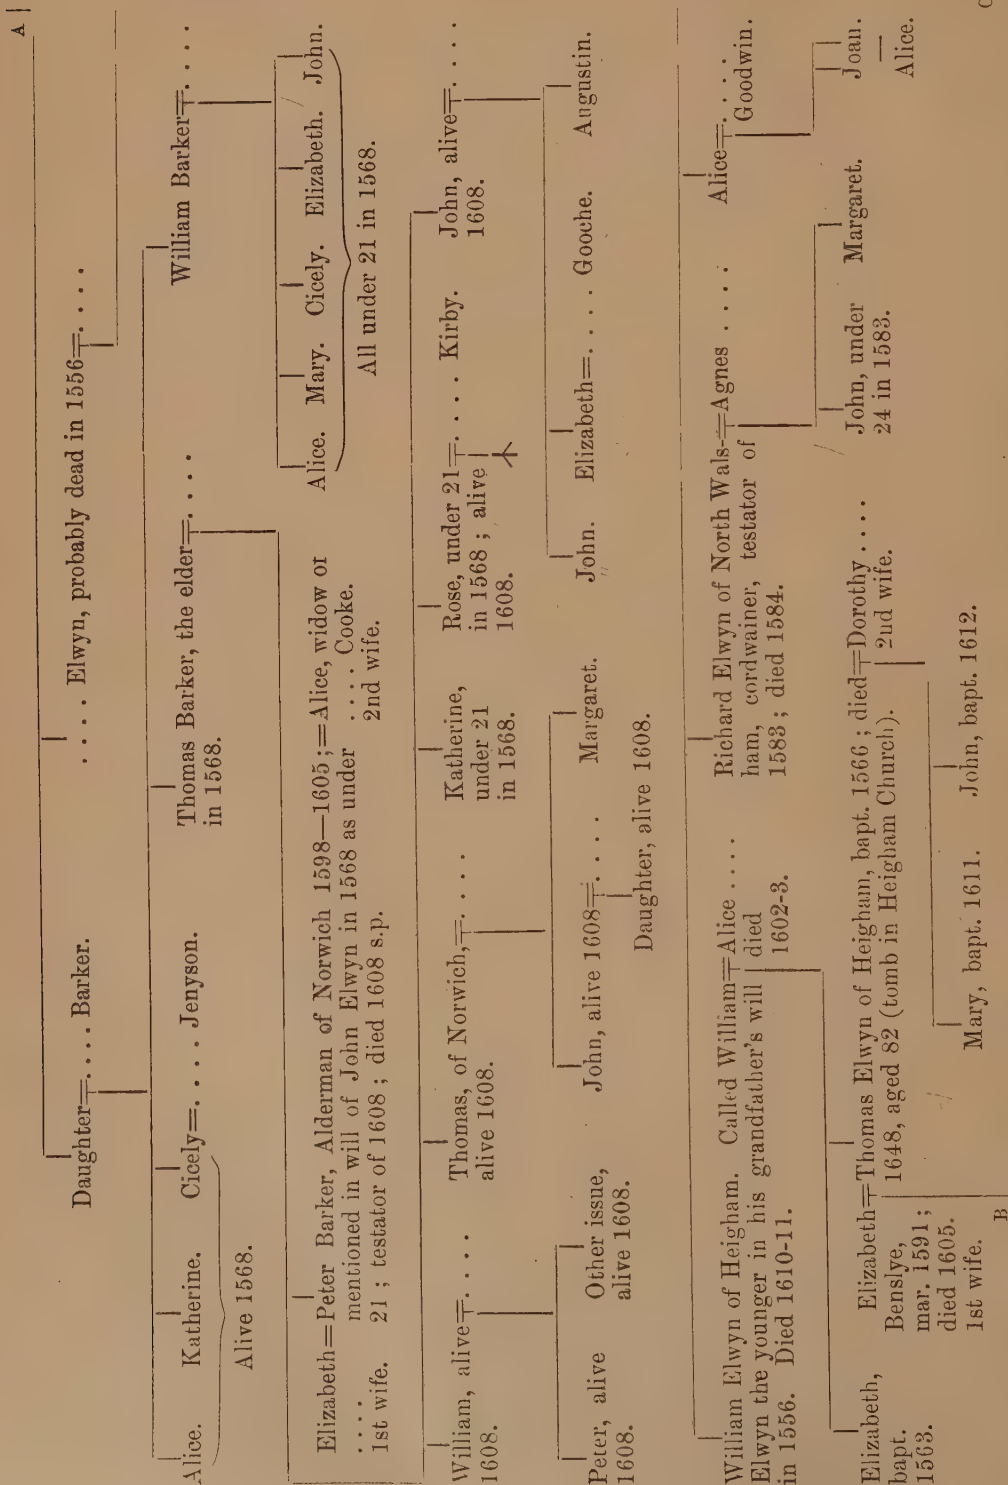 A
Daughter=.... Barker.
.... Elwyn, probably dead in 1556=....
Alice. Katherine. Cicely=.... Jenyson.
Alive 1568.
Thomas Barker, the elder=....
in 1568.
William Barker=....
Alice. Mary. Cicely. Elizabeth. John.
All under 21 in 1568.
Elizabeth=Peter Barker, Alderman of Norwich 1598—1605;=Alice, widow of
.... mentioned in will of John Elwyn in 1568 as under .... Cooke.
1st wife. 21; testator of 1608; died 1608 s.p. 2nd wife.
William, alive=....
1608.
Thomas, of Norwich,=....
alive 1608.
Katherine,
under 21
in 1568.
Rose, under 21=.... Kirby.
in 1568; alive
1608.
John, alive=....
1608.
Peter, alive
1608.
Other issue,
alive 1608.
John, alive 1608=....
Margaret.
Daughter, alive 1608.
John. Elizabeth=.... Gooche. Augustin.
William Elwyn of Heigham. Called William=Alice ....
Elwyn the younger in his grandfather's will died
in 1556. Died 1610-11. 1602-3.
Richard Elwyn of North Wals-=Agnes ....
ham, cordwainer, testator of
1583; died 1584.
Alice=....
Goodwin.
Elizabeth,
bapt.
1563.
Elizabeth=Thomas Elwyn of Heigham, bapt. 1566; died=Dorothy ....
Benslye, 1648, aged 82 (tomb in Heigham Church). 2nd wife.
mar. 1591;
died 1605.
1st wife.
John, under
24 in 1583.
Margaret.
Joan.
—
Alice.
Mary, bapt. 1611. John, bapt. 1612.
B
C